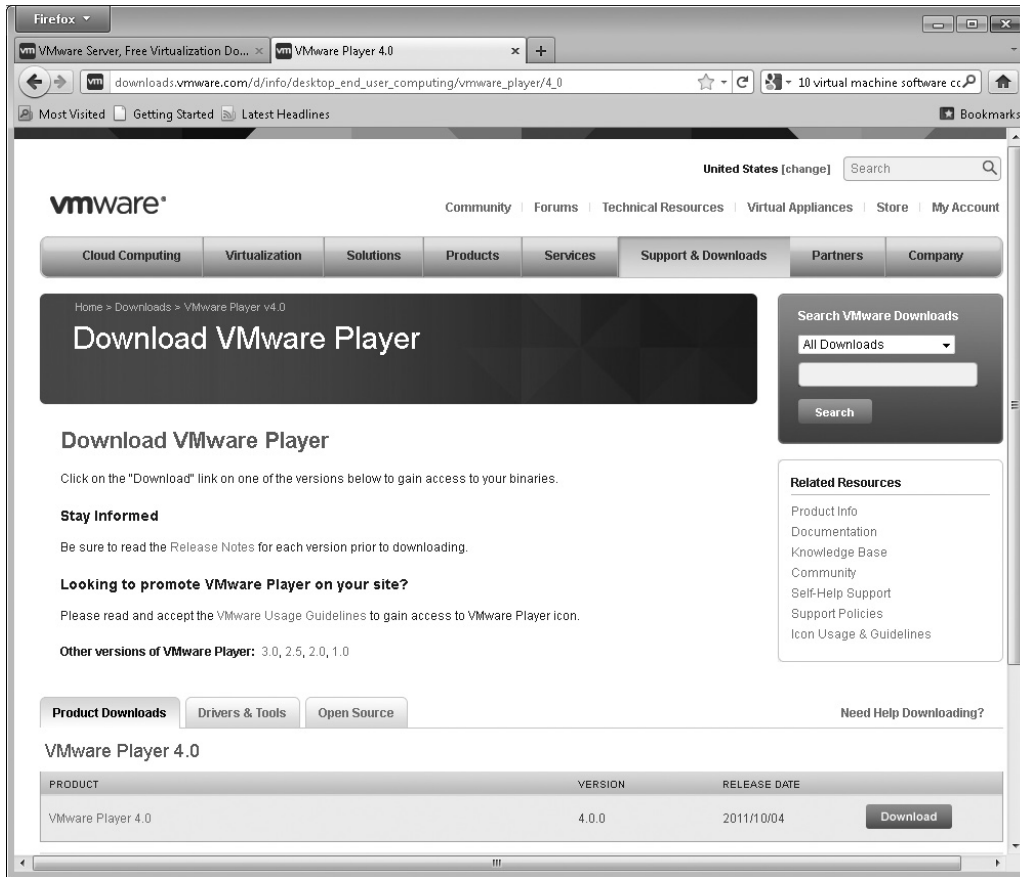 Firefox
VMware Server, Free Virtualization Do... × VMware Player 4.0 × +
downloads.vmware.com/d/info/desktop_end_user_computing/vmware_player/4_0 10 virtual machine software cc
Most Visited Getting Started Latest Headlines Bookmarks
United States [change] Search
vmware®
Community Forums Technical Resources Virtual Appliances Store My Account
Cloud Computing Virtualization Solutions Products Services Support & Downloads Partners Company
Home > Downloads > VMware Player v4.0
Download VMware Player
Search VMware Downloads
All Downloads
Search
Download VMware Player
Click on the "Download" link on one of the versions below to gain access to your binaries.
Stay Informed
Be sure to read the Release Notes for each version prior to downloading.
Looking to promote VMware Player on your site?
Please read and accept the VMware Usage Guidelines to gain access to VMware Player icon.
Other versions of VMware Player: 3.0, 2.5, 2.0, 1.0
Related Resources
Product Info
Documentation
Knowledge Base
Community
Self-Help Support
Support Policies
Icon Usage & Guidelines
Product Downloads Drivers & Tools Open Source Need Help Downloading?
VMware Player 4.0
PRODUCT VERSION RELEASE DATE
VMware Player 4.0 4.0.0 2011/10/04 Download